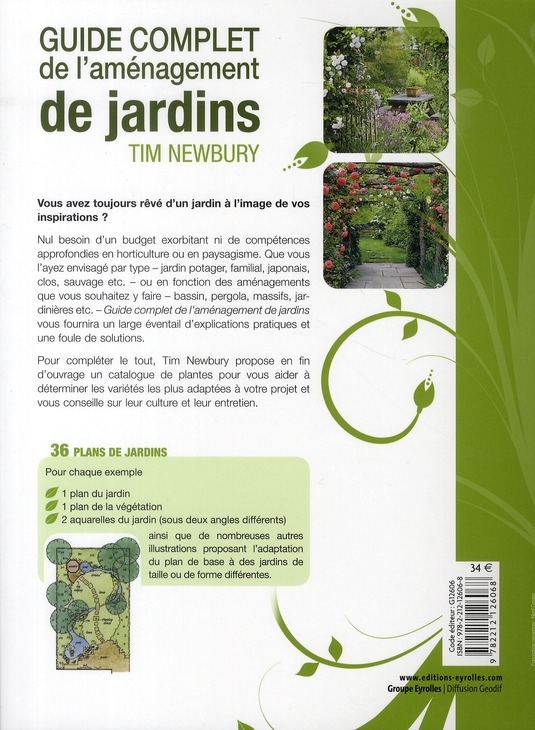 GUIDE COMPLET
de l'aménagement
de jardins
TIM NEWBURY
Vous avez toujours rêvé d'un jardin à l'image de vos
inspirations ?
Nul besoin d'un budget exorbitant ni de compétences
approfondies en horticulture ou en paysagisme. Que vous
l'ayez envisagé par type – jardin potager, familial, japonais,
clos, sauvage etc. – ou en fonction des aménagements
que vous souhaitez y faire – bassin, pergola, massifs, jar-
dinières etc. – Guide complet de l'aménagement de jardins
vous fournira un large éventail d'explications pratiques et
une foule de solutions.
Pour compléter le tout, Tim Newbury propose en fin
d'ouvrage un catalogue de plantes pour vous aider à
déterminer les variétés les plus adaptées à votre projet et
vous conseille sur leur culture et leur entretien.
36 PLANS DE JARDINS
Pour chaque exemple
1 plan du jardin
1 plan de la végétation
2 aquarelles du jardin (sous deux angles différents)
ainsi que de nombreuses autres
illustrations proposant l'adaptation
du plan de base à des jardins de
taille ou de forme différentes.
34 €
Code éditeur : G12606
ISBN : 978-2-212-12606-8
9 782212 126068
www.editions-eyrolles.com
Groupe Eyrolles | Diffusion Geodif